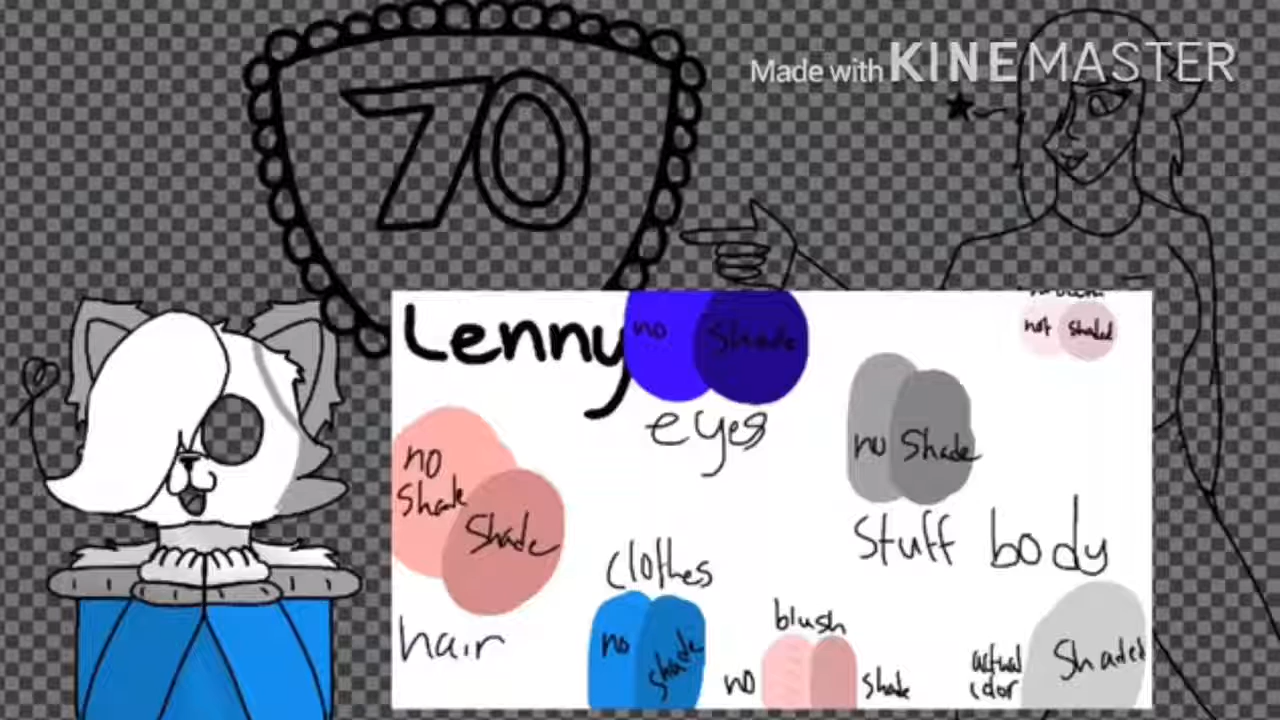 Made with KINEMASTER
70
Lenny
no
Shade
eyes
not
shaded
no
Shade
no
Shade
Shade
Stuff body
clothes
no
shade
hair
blush
no
shade
actual
color
Shaded